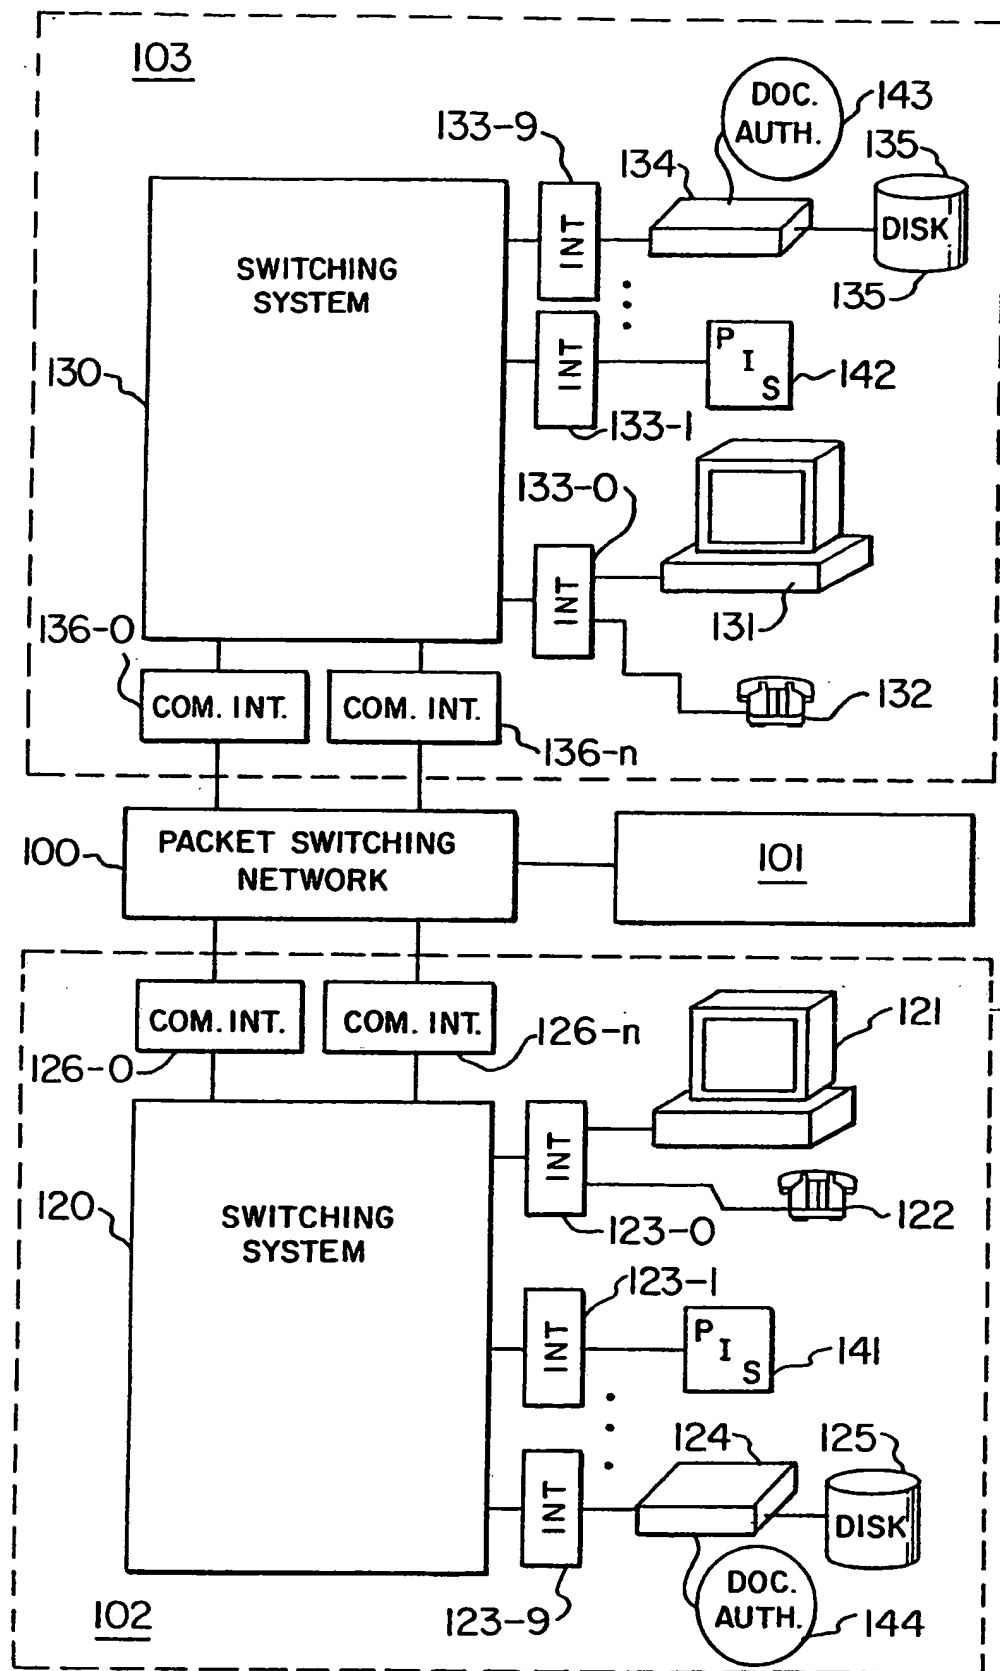 103
DOC.
AUTH.
143
133-9
134
135
INT
DISK
135
SWITCHING
SYSTEM
130
INT
P
I
S
142
133-1
133-0
INT
131
136-0
COM. INT.
COM. INT.
132
136-n
100
PACKET SWITCHING
NETWORK
101
COM. INT.
COM. INT.
121
126-0
126-n
INT
120
SWITCHING
SYSTEM
122
123-0
123-1
INT
P
I
S
141
124
125
INT
DISK
DOC.
AUTH.
102
123-9
144